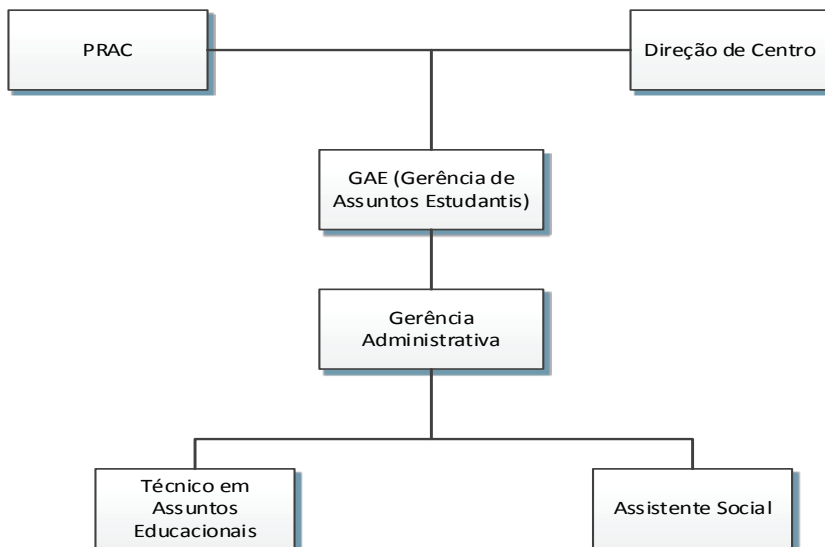 PRAC
Direção de Centro
GAE (Gerência de
Assuntos Estudantis)
Gerência
Administrativa
Técnico em
Assuntos
Educacionais
Assistente Social